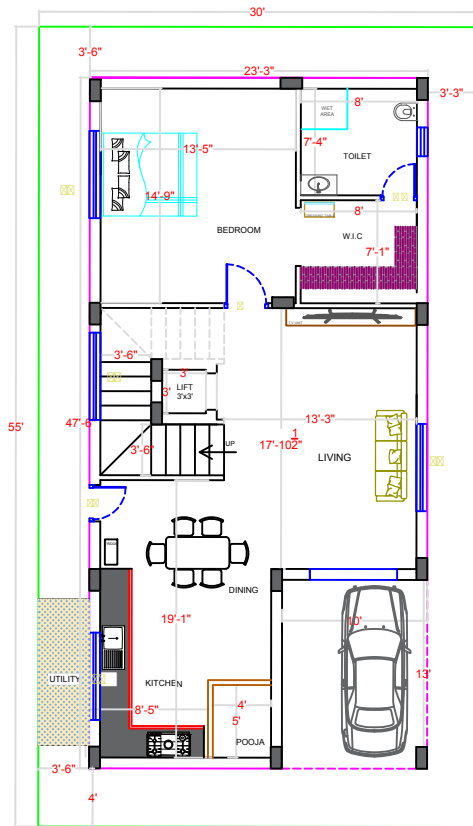 30'
3'-6"
23'-3"
3'-3"
8'
WET
AREA
7'-4"
TOILET
13'-5"
14'-9"
8'
W.I.C
BEDROOM
7'-1"
3'-6"
3'
LIFT
3'x3'
3'
13'-3"
55'
47'-6
UP
3'-6"
17'-10 1/2"
LIVING
DINING
19'-1"
10'
13'
UTILITY
KITCHEN
8'-5"
4'
5'
POOJA
3'-6"
4'